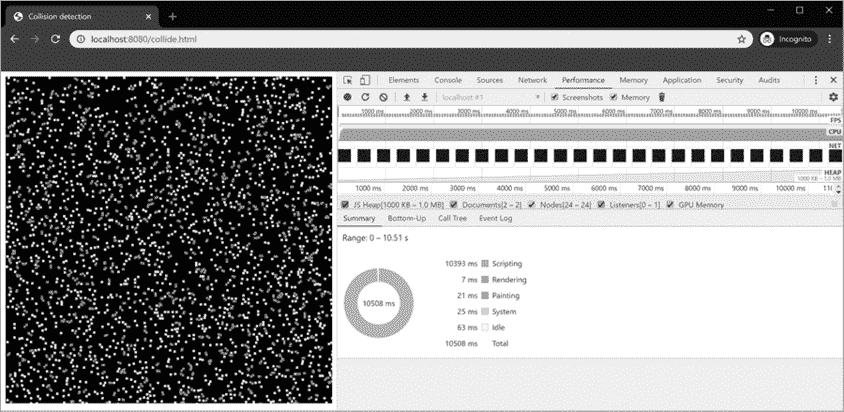 Collision detection
localhost:8080/collide.html
Incognito
Elements Console Sources Network Performance Memory Application Security Audits
localhost #1 Screenshots Memory
1000 ms 2000 ms 3000 ms 4000 ms 5000 ms 6000 ms 7000 ms 8000 ms 9000 ms 10000 ms
FPS
CPU
NET
HEAP
1000 KB – 1.0 MB
1000 ms 2000 ms 3000 ms 4000 ms 5000 ms 6000 ms 7000 ms 8000 ms 9000 ms 10000 ms
JS Heap[1000 KB – 1.0 MB] Documents[2 – 2] Nodes[24 – 24] Listeners[0 – 1] GPU Memory
Summary Bottom-Up Call Tree Event Log
Range: 0 – 10.51 s
10393 ms Scripting
7 ms Rendering
10508 ms
21 ms Painting
25 ms System
63 ms Idle
10508 ms Total